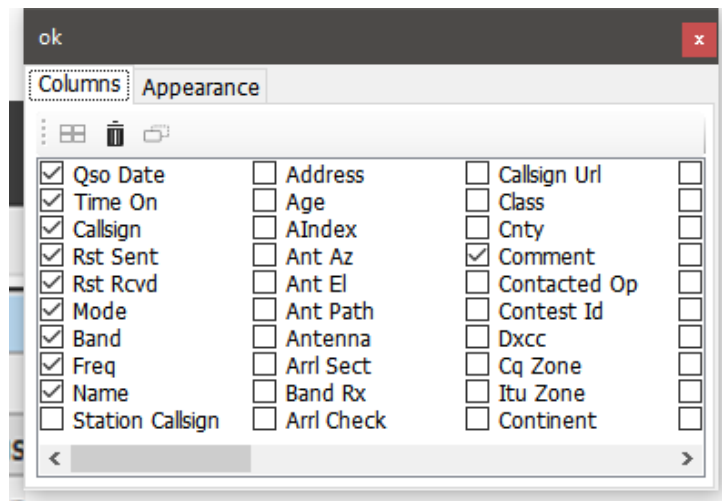 ok
x
Columns
Appearance
Qso Date
Time On
Callsign
Rst Sent
Rst Rcvd
Mode
Band
Freq
Name
Station Callsign
Address
Age
AIndex
Ant Az
Ant El
Ant Path
Antenna
Arrl Sect
Band Rx
Arrl Check
Callsign Url
Class
Cnty
Comment
Contacted Op
Contest Id
Dxcc
Cq Zone
Itu Zone
Continent